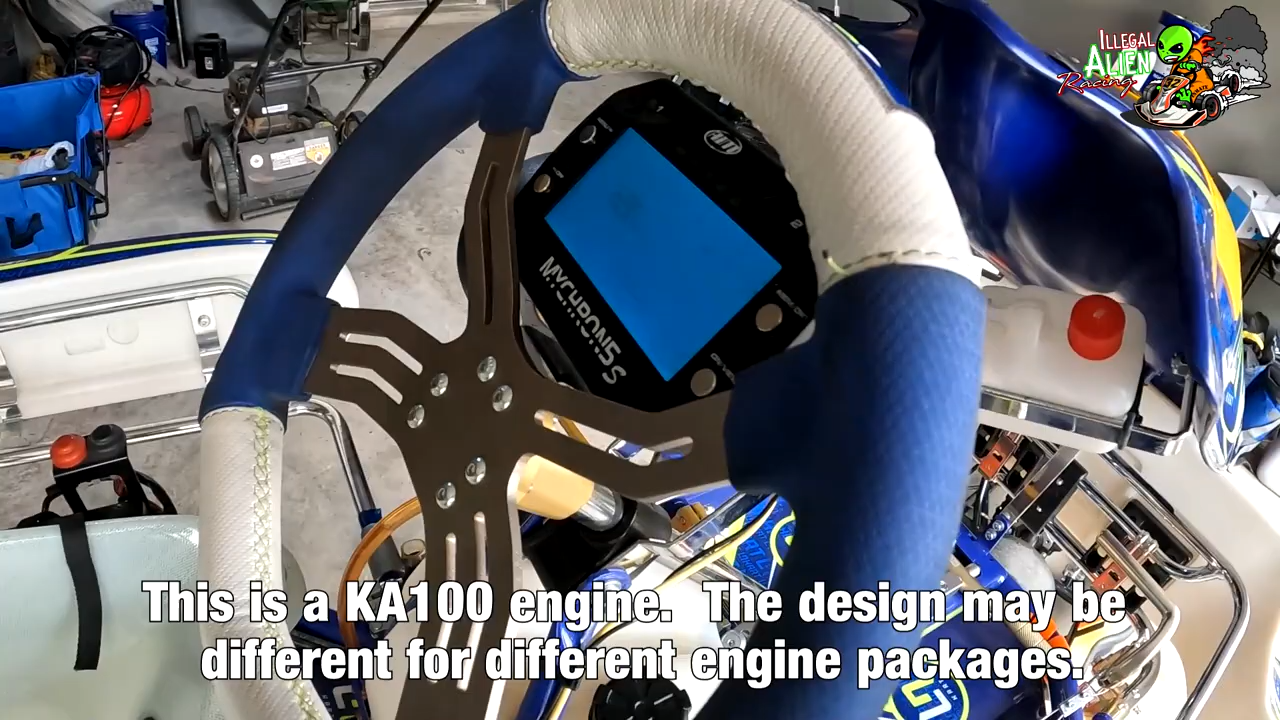 ILLEGAL
ALIEN
Racing
MYCHRON5 S
This is a KA100 engine. The design may be
different for different engine packages.